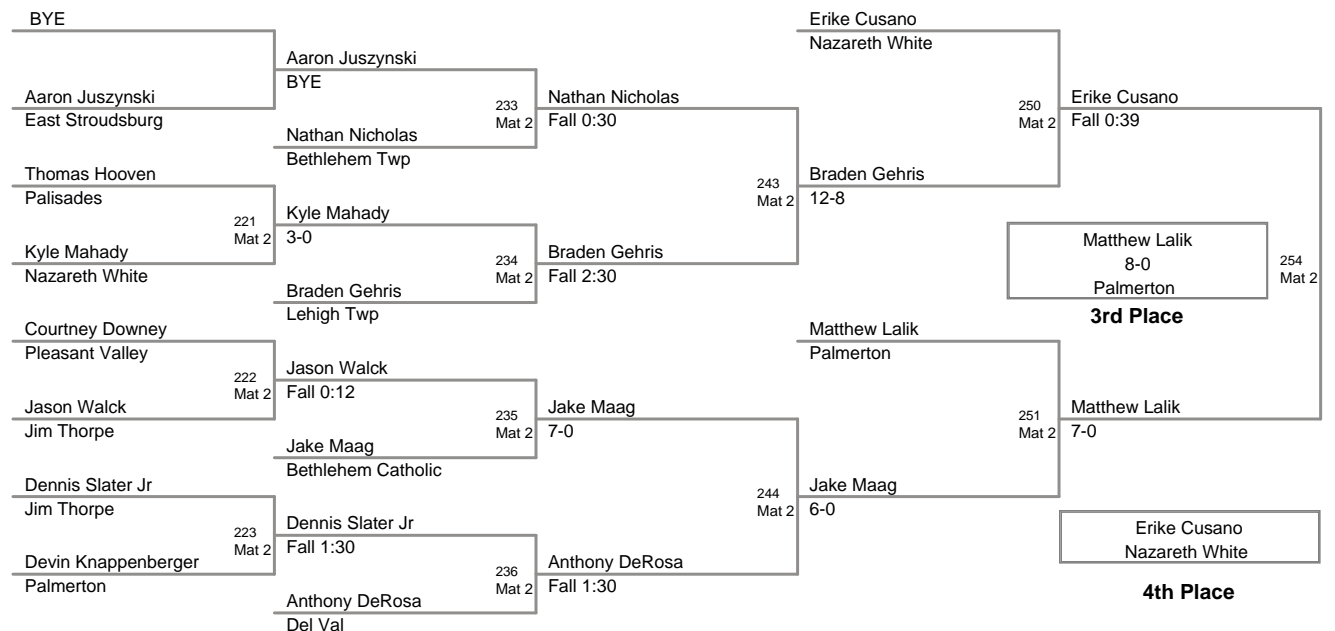 BYE
Aaron Juszynski
East Stroudsburg
Thomas Hooven
Palisades
221
Mat 2
Kyle Mahady
Nazareth White
Courtney Downey
Pleasant Valley
222
Mat 2
Jason Walck
Jim Thorpe
Dennis Slater Jr
Jim Thorpe
223
Mat 2
Devin Knappenberger
Palmerton
Aaron Juszynski
BYE
233
Mat 2
Nathan Nicholas
Bethlehem Twp
Kyle Mahady
3-0
234
Mat 2
Braden Gehris
Lehigh Twp
Jason Walck
Fall 0:12
235
Mat 2
Jake Maag
Bethlehem Catholic
Dennis Slater Jr
Fall 1:30
236
Mat 2
Anthony DeRosa
Del Val
Nathan Nicholas
Fall 0:30
243
Mat 2
Braden Gehris
Fall 2:30
Jake Maag
7-0
244
Mat 2
Anthony DeRosa
Fall 1:30
Erike Cusano
Nazareth White
250
Mat 2
Braden Gehris
12-8
Matthew Lalik
Palmerton
251
Mat 2
Jake Maag
6-0
Erike Cusano
Fall 0:39
254
Mat 2
Matthew Lalik
7-0
Matthew Lalik
8-0
Palmerton
3rd Place
Erike Cusano
Nazareth White
4th Place